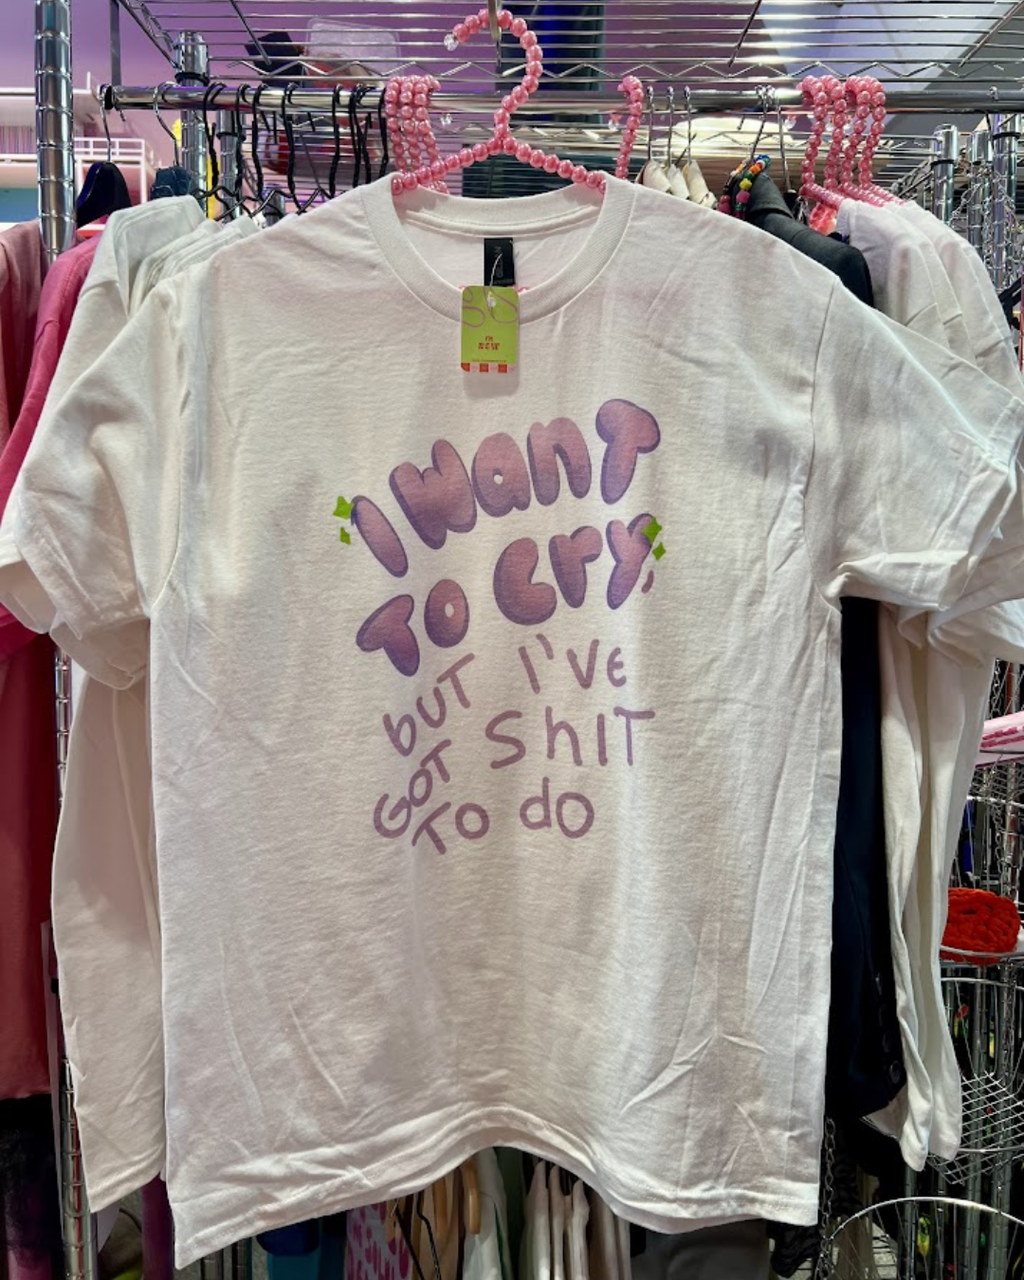 I Want
To Cry,
but I've
GOT ShIT
To do